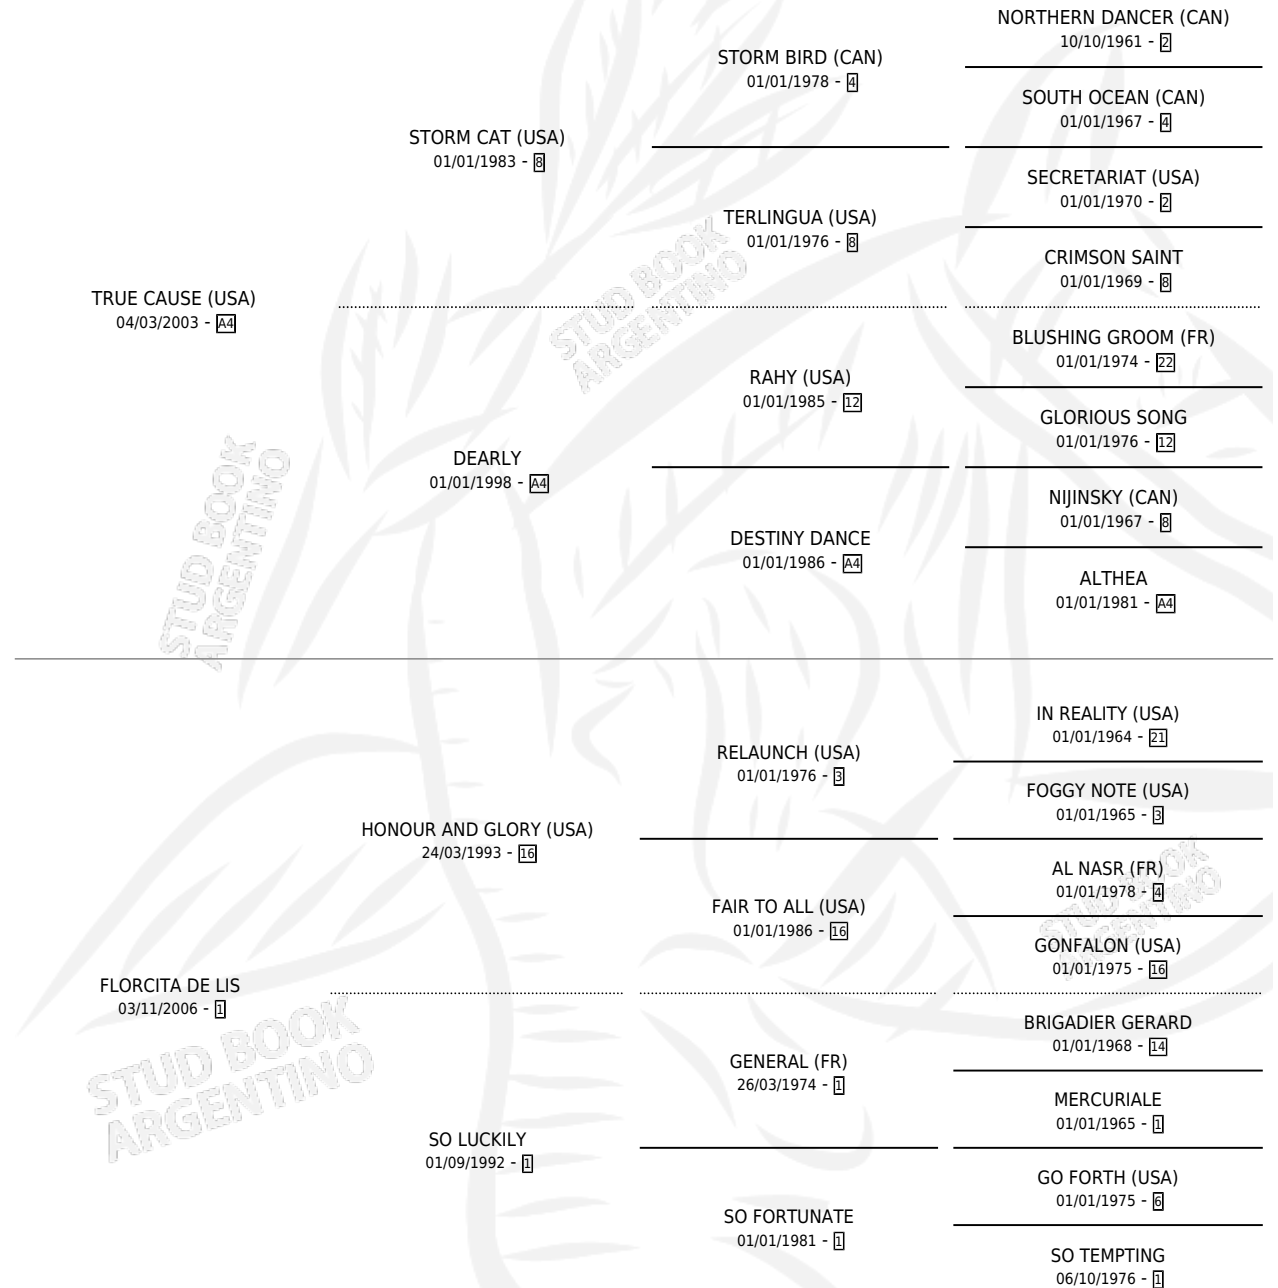 NORTHERN DANCER (CAN)
10/10/1961 - 2
STORM BIRD (CAN)
01/01/1978 - 4
SOUTH OCEAN (CAN)
01/01/1967 - 4
STORM CAT (USA)
01/01/1983 - 8
SECRETARIAT (USA)
01/01/1970 - 2
TERLINGUA (USA)
01/01/1976 - 8
CRIMSON SAINT
01/01/1969 - 8
TRUE CAUSE (USA)
04/03/2003 - A4
BLUSHING GROOM (FR)
01/01/1974 - 22
RAHY (USA)
01/01/1985 - 12
GLORIOUS SONG
01/01/1976 - 12
DEARLY
01/01/1998 - A4
NIJINSKY (CAN)
01/01/1967 - 8
DESTINY DANCE
01/01/1986 - A4
ALTHEA
01/01/1981 - A4
STUD BOOK
ARGENTINO
STUD BOOK
ARGENTINO
IN REALITY (USA)
01/01/1964 - 21
RELAUNCH (USA)
01/01/1976 - 3
FOGGY NOTE (USA)
01/01/1965 - 3
HONOUR AND GLORY (USA)
24/03/1993 - 16
AL NASR (FR)
01/01/1978 - 4
FAIR TO ALL (USA)
01/01/1986 - 16
GONFALON (USA)
01/01/1975 - 16
FLORCITA DE LIS
03/11/2006 - 1
BRIGADIER GERARD
01/01/1968 - 14
GENERAL (FR)
26/03/1974 - 1
MERCURIALE
01/01/1965 - 1
SO LUCKILY
01/09/1992 - 1
GO FORTH (USA)
01/01/1975 - 6
SO FORTUNATE
01/01/1981 - 1
SO TEMPTING
06/10/1976 - 1
STUD BOOK
ARGENTINO
STUD BOOK
ARGENTINO